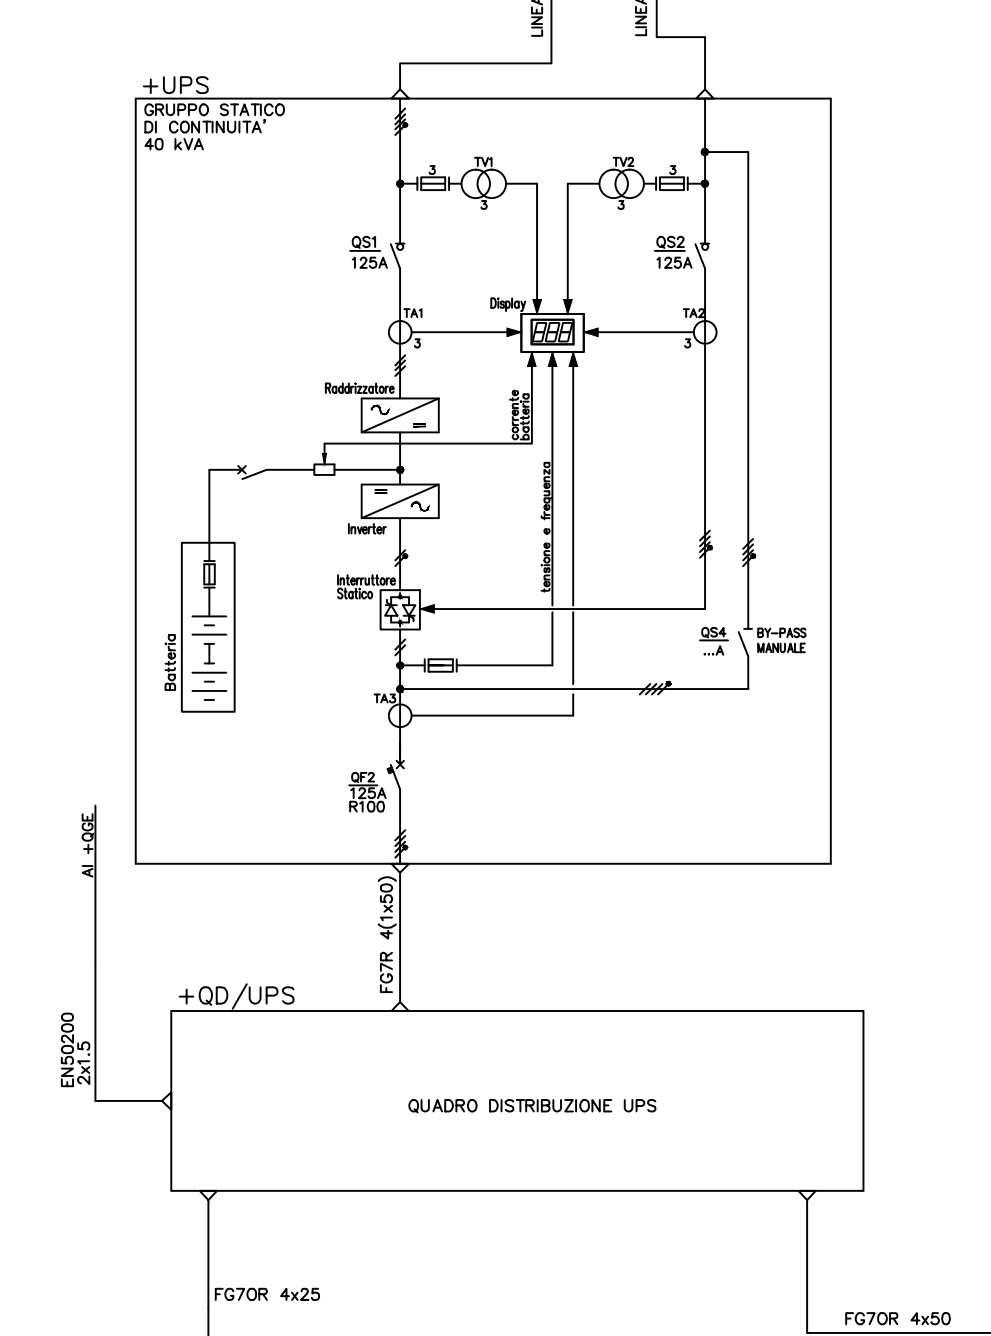 LINEA
LINEA
+UPS
GRUPPO STATICO
DI CONTINUITA'
40 kVA
3
TV1
3
TV2
3
3
QS1
125A
QS2
125A
Display
TA1
3
TA2
3
Raddrizzatore
corrente
batteria
tensione e frequenza
Inverter
Interruttore
Statico
Batteria
QS4
...A
BY-PASS
MANUALE
TA3
QF2
125A
R100
AI +QGE
FG7R 4(1x50)
+QD/UPS
EN50200
2x1.5
QUADRO DISTRIBUZIONE UPS
FG7OR 4x25
FG7OR 4x50